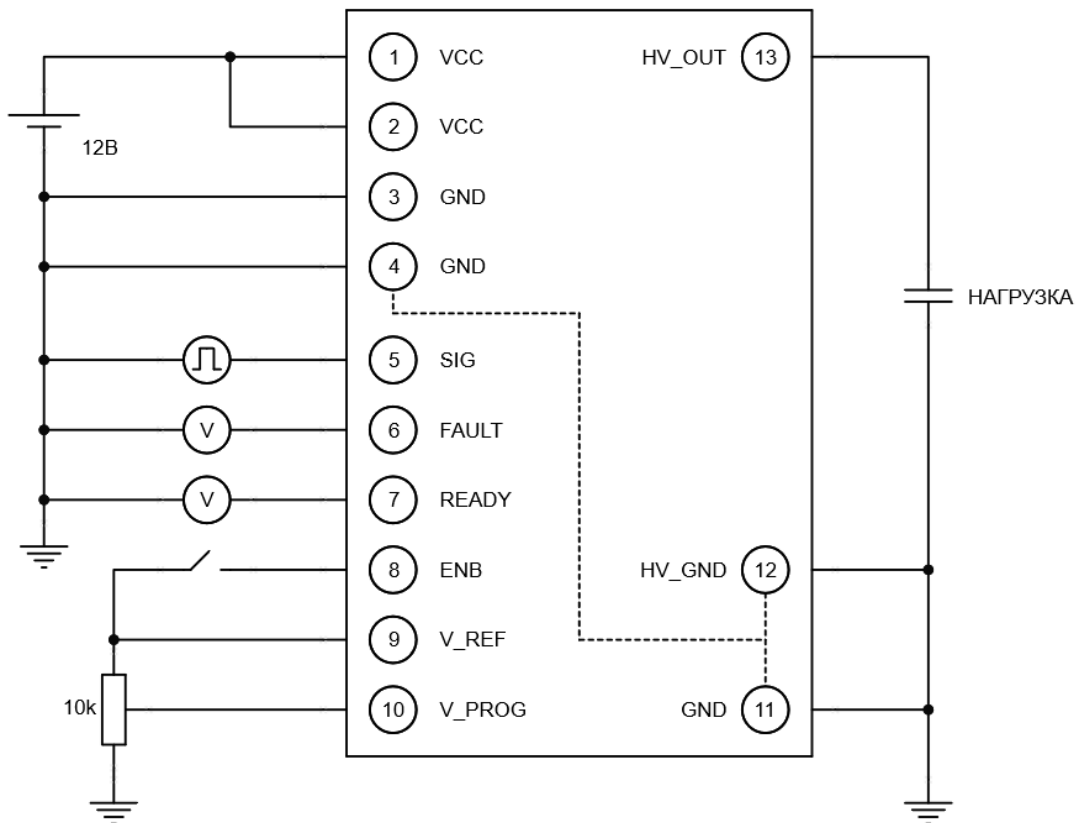 1 VCC HV_OUT 13
2 VCC
12В
3 GND
4 GND
НАГРУЗКА
5 SIG
V 6 FAULT
V 7 READY
8 ENB HV_GND 12
9 V_REF
10k 10 V_PROG GND 11